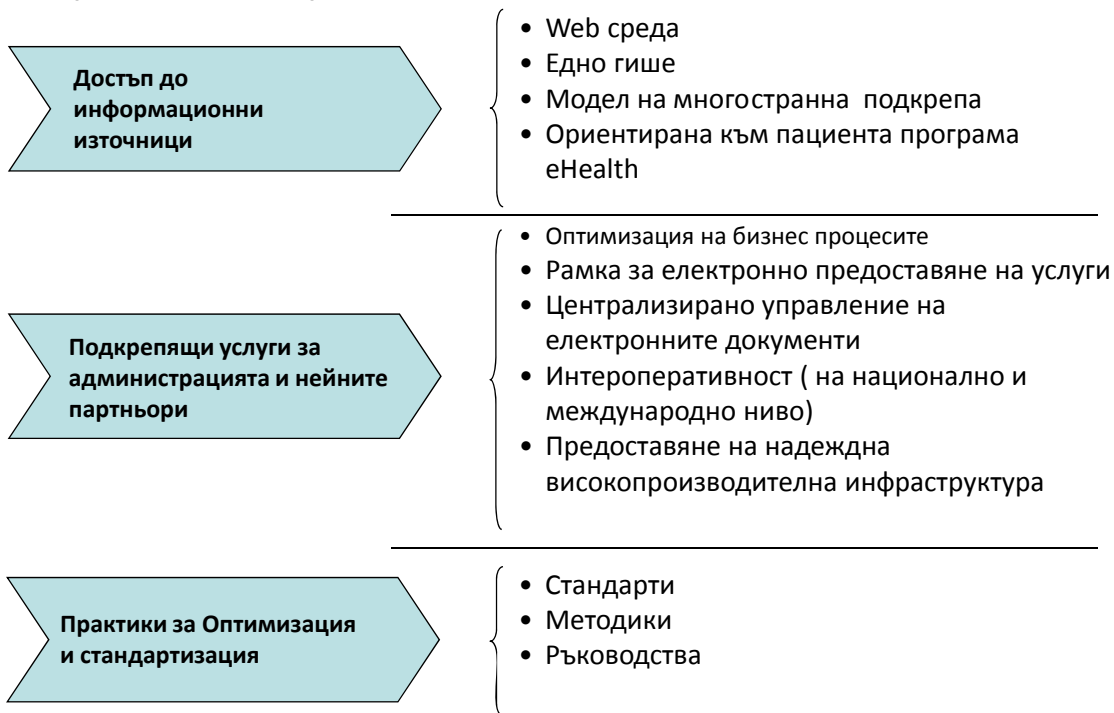 Достъп до
информационни
източници
• Web среда
• Едно гише
• Модел на многостранна подкрепа
• Ориентирана към пациента програма
eHealth
Подкрепящи услуги за
администрацията и нейните
партньори
• Оптимизация на бизнес процесите
• Рамка за електронно предоставяне на услуги
• Централизирано управление на
електронните документи
• Интероперативност ( на национално и
международно ниво)
• Предоставяне на надеждна
високопроизводителна инфраструктура
Практики за Оптимизация
и стандартизация
• Стандарти
• Методики
• Ръководства